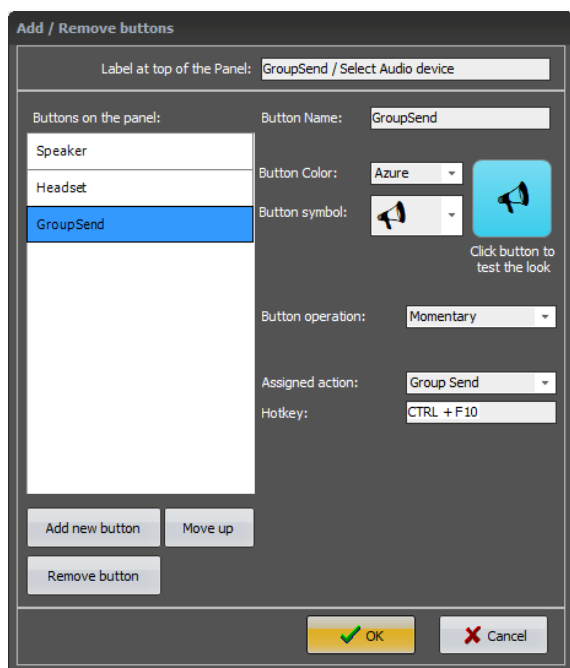 Add / Remove buttons
Label at top of the Panel: GroupSend / Select Audio device
Buttons on the panel:
Speaker
Headset
GroupSend
Button Name: GroupSend
Button Color: Azure
Button symbol:
Click button to
test the look
Button operation: Momentary
Assigned action: Group Send
Hotkey: CTRL + F10
Add new button
Move up
Remove button
OK
Cancel